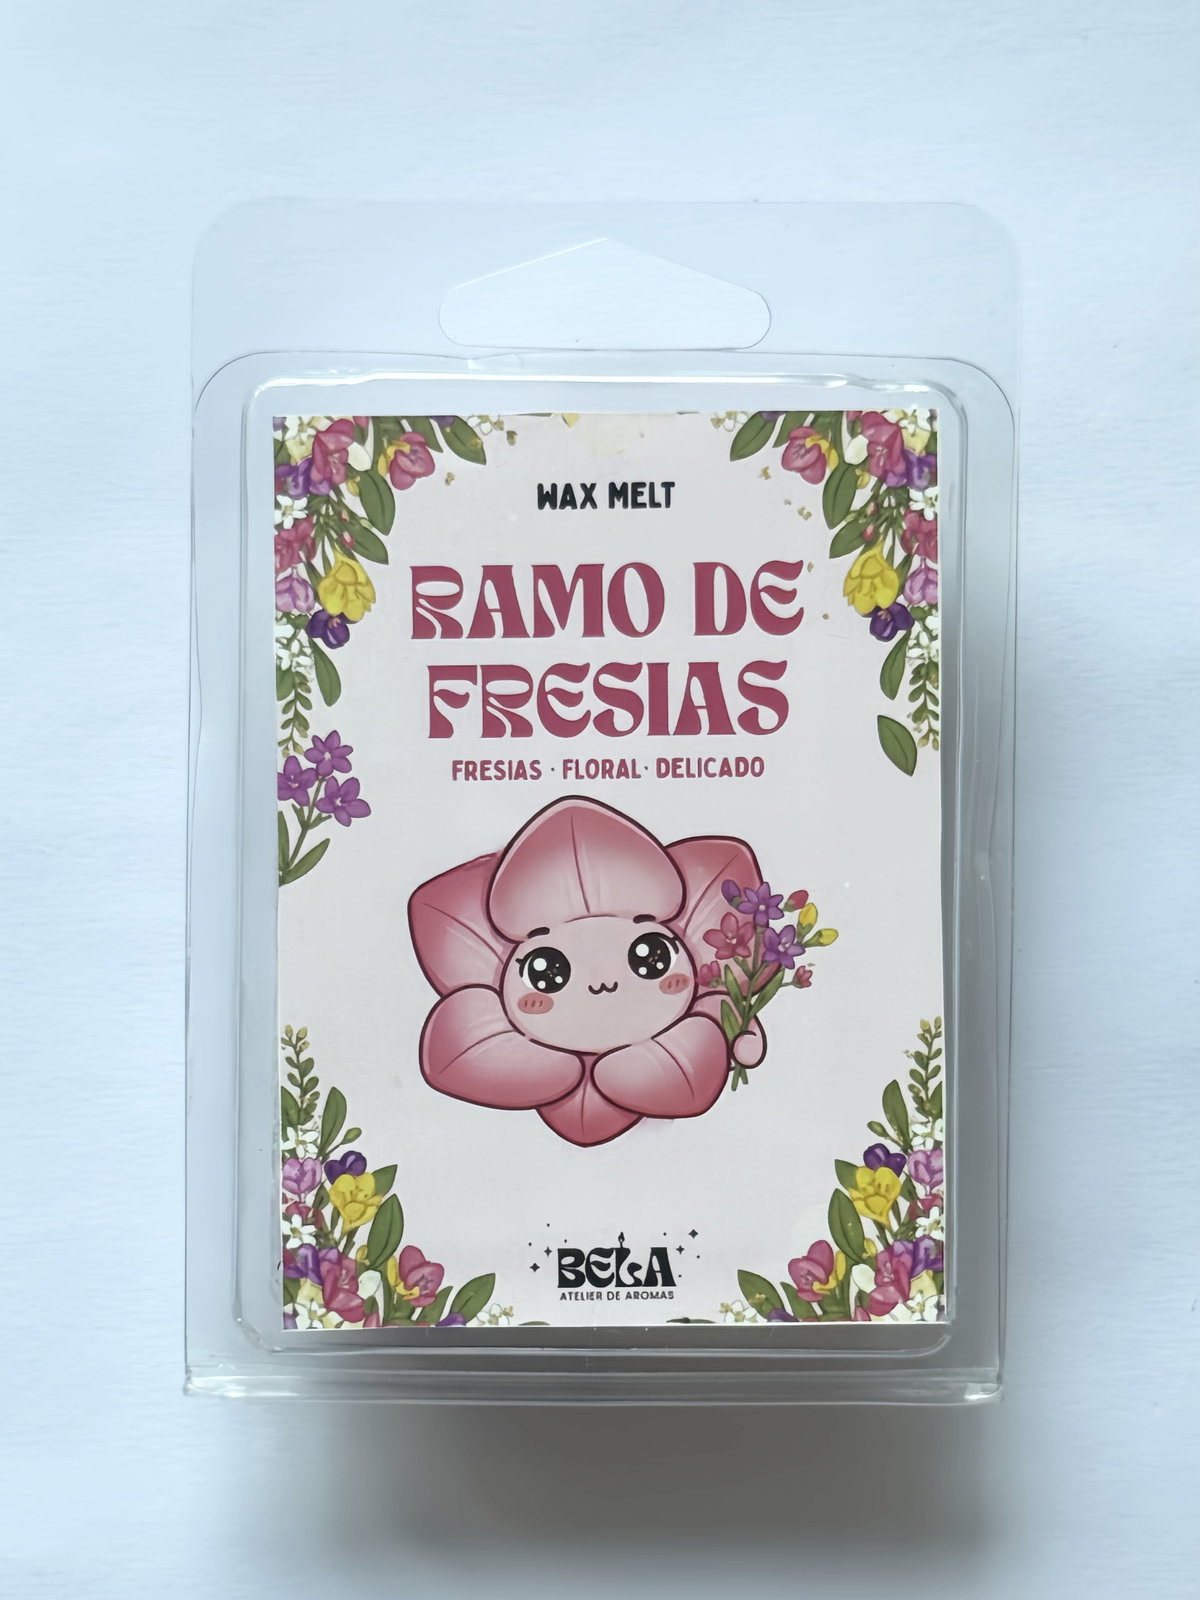 WAX MELT
RAMO DE
FRESIAS
FRESIAS · FLORAL · DELICADO
BELA
ATELIER DE AROMAS